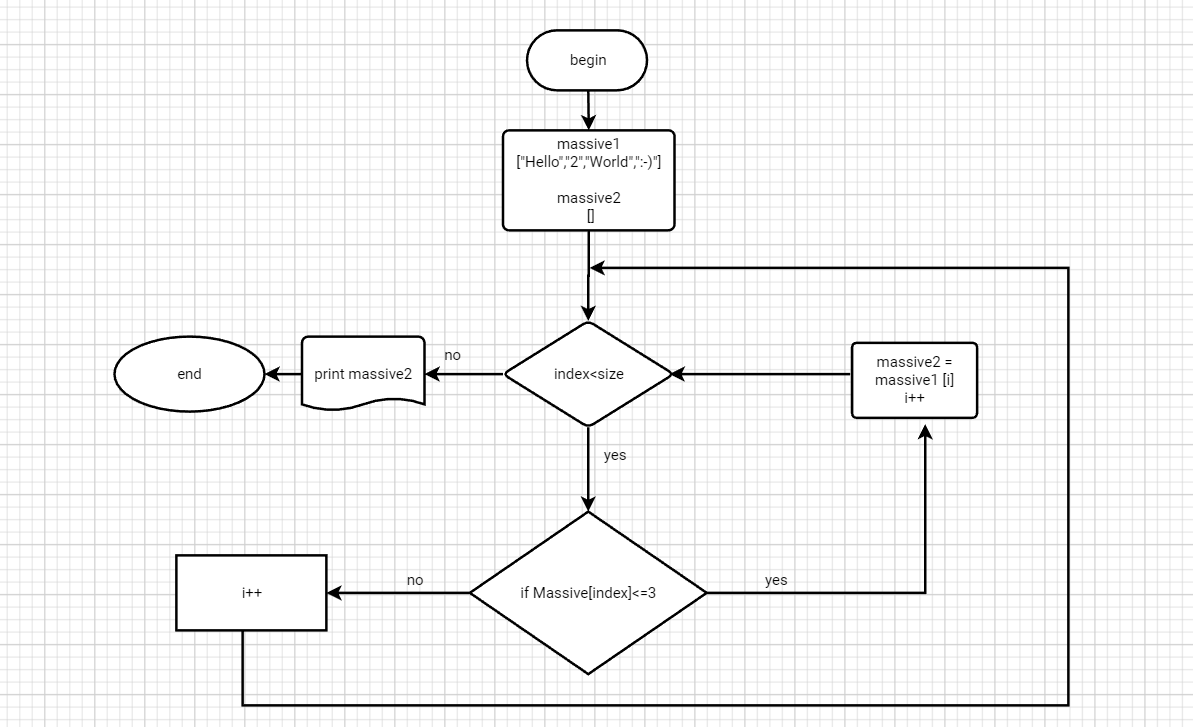 begin
massive1
["Hello","2","World",":-)"]
massive2
[]
no
index<size
print massive2
end
massive2 =
massive1 [i]
i++
yes
if Massive[index]<=3
no
yes
i++